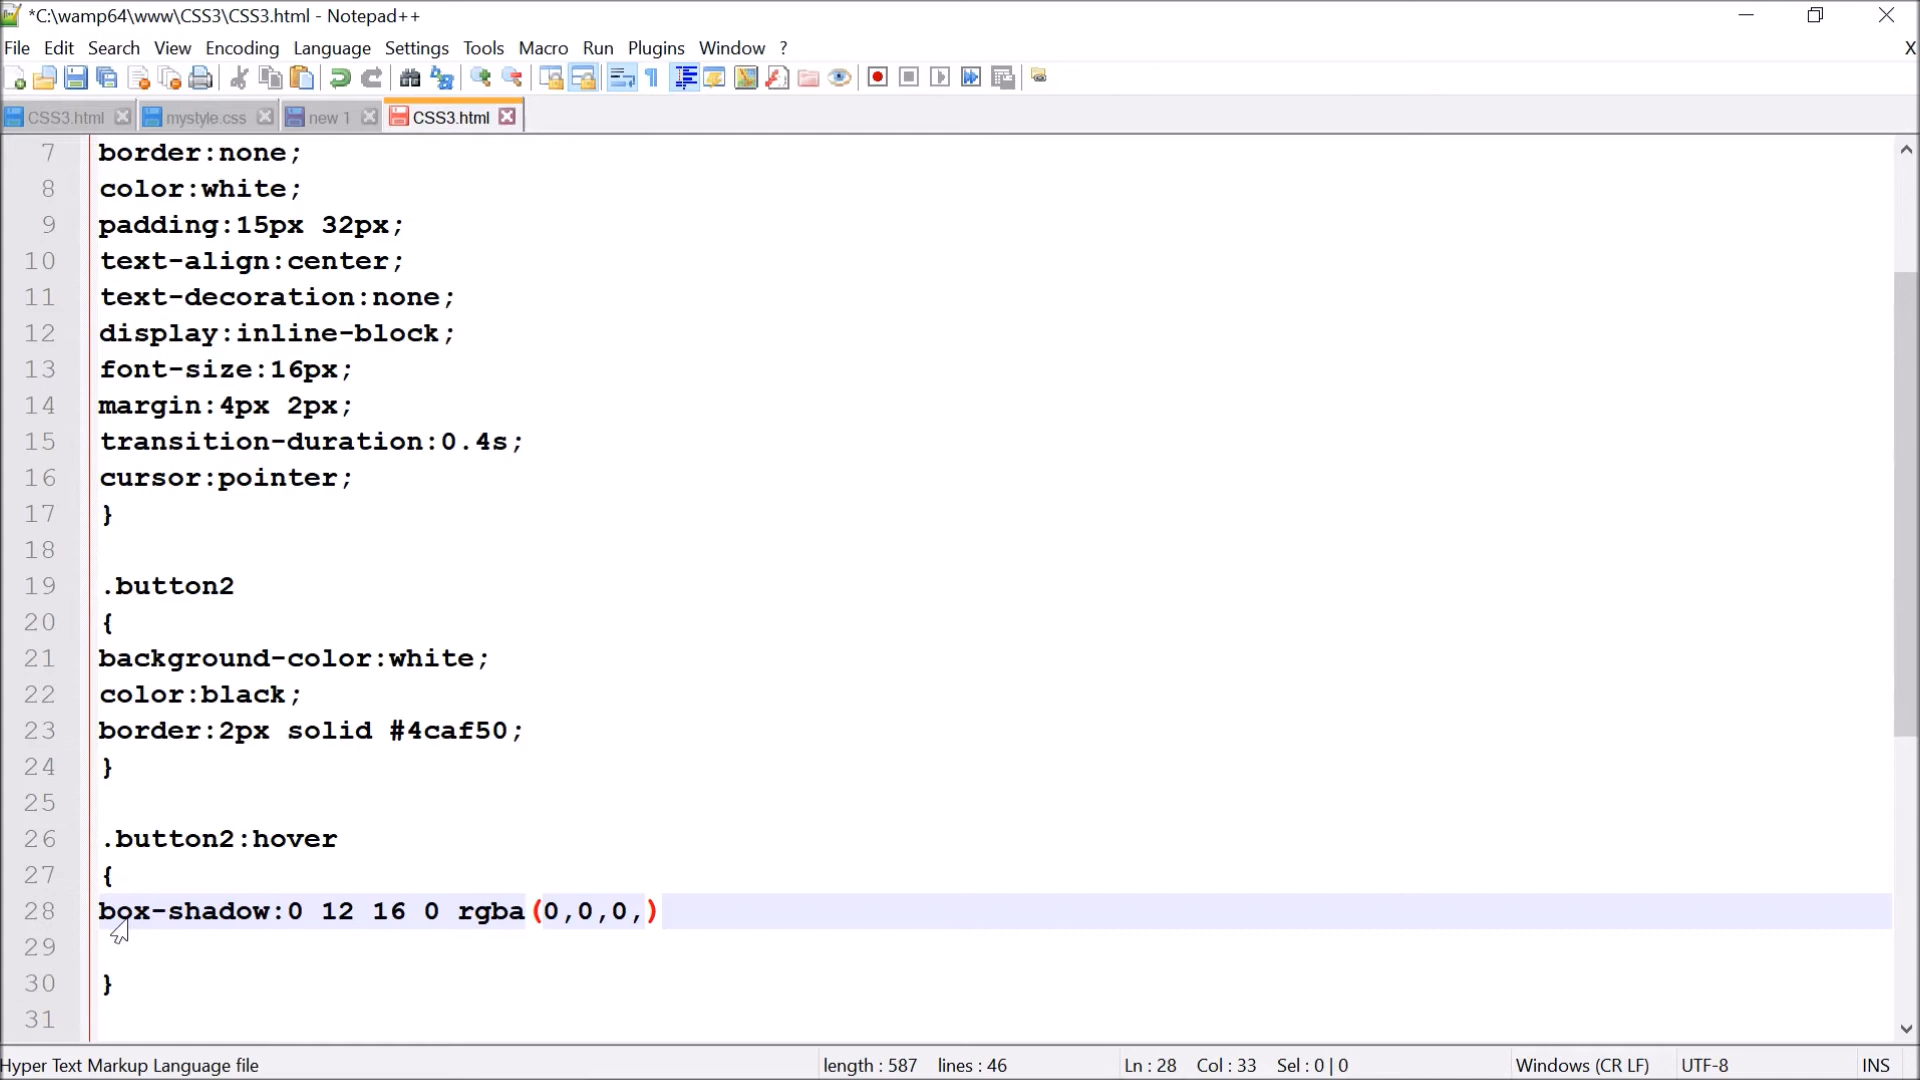 *C:\wamp64\www\CSS3\CSS3.html - Notepad++
File Edit Search View Encoding Language Settings Tools Macro Run Plugins Window ? X
CSS3.html mystyle.css new 1 CSS3.html
7 border:none;
8 color:white;
9 padding:15px 32px;
10 text-align:center;
11 text-decoration:none;
12 display:inline-block;
13 font-size:16px;
14 margin:4px 2px;
15 transition-duration:0.4s;
16 cursor:pointer;
17 }
18
19 .button2
20 {
21 background-color:white;
22 color:black;
23 border:2px solid #4caf50;
24 }
25
26 .button2:hover
27 {
28 box-shadow:0 12 16 0 rgba(0,0,0,)
29
30 }
31
Hyper Text Markup Language file length : 587 lines : 46 Ln : 28 Col : 33 Sel : 0 | 0 Windows (CR LF) UTF-8 INS